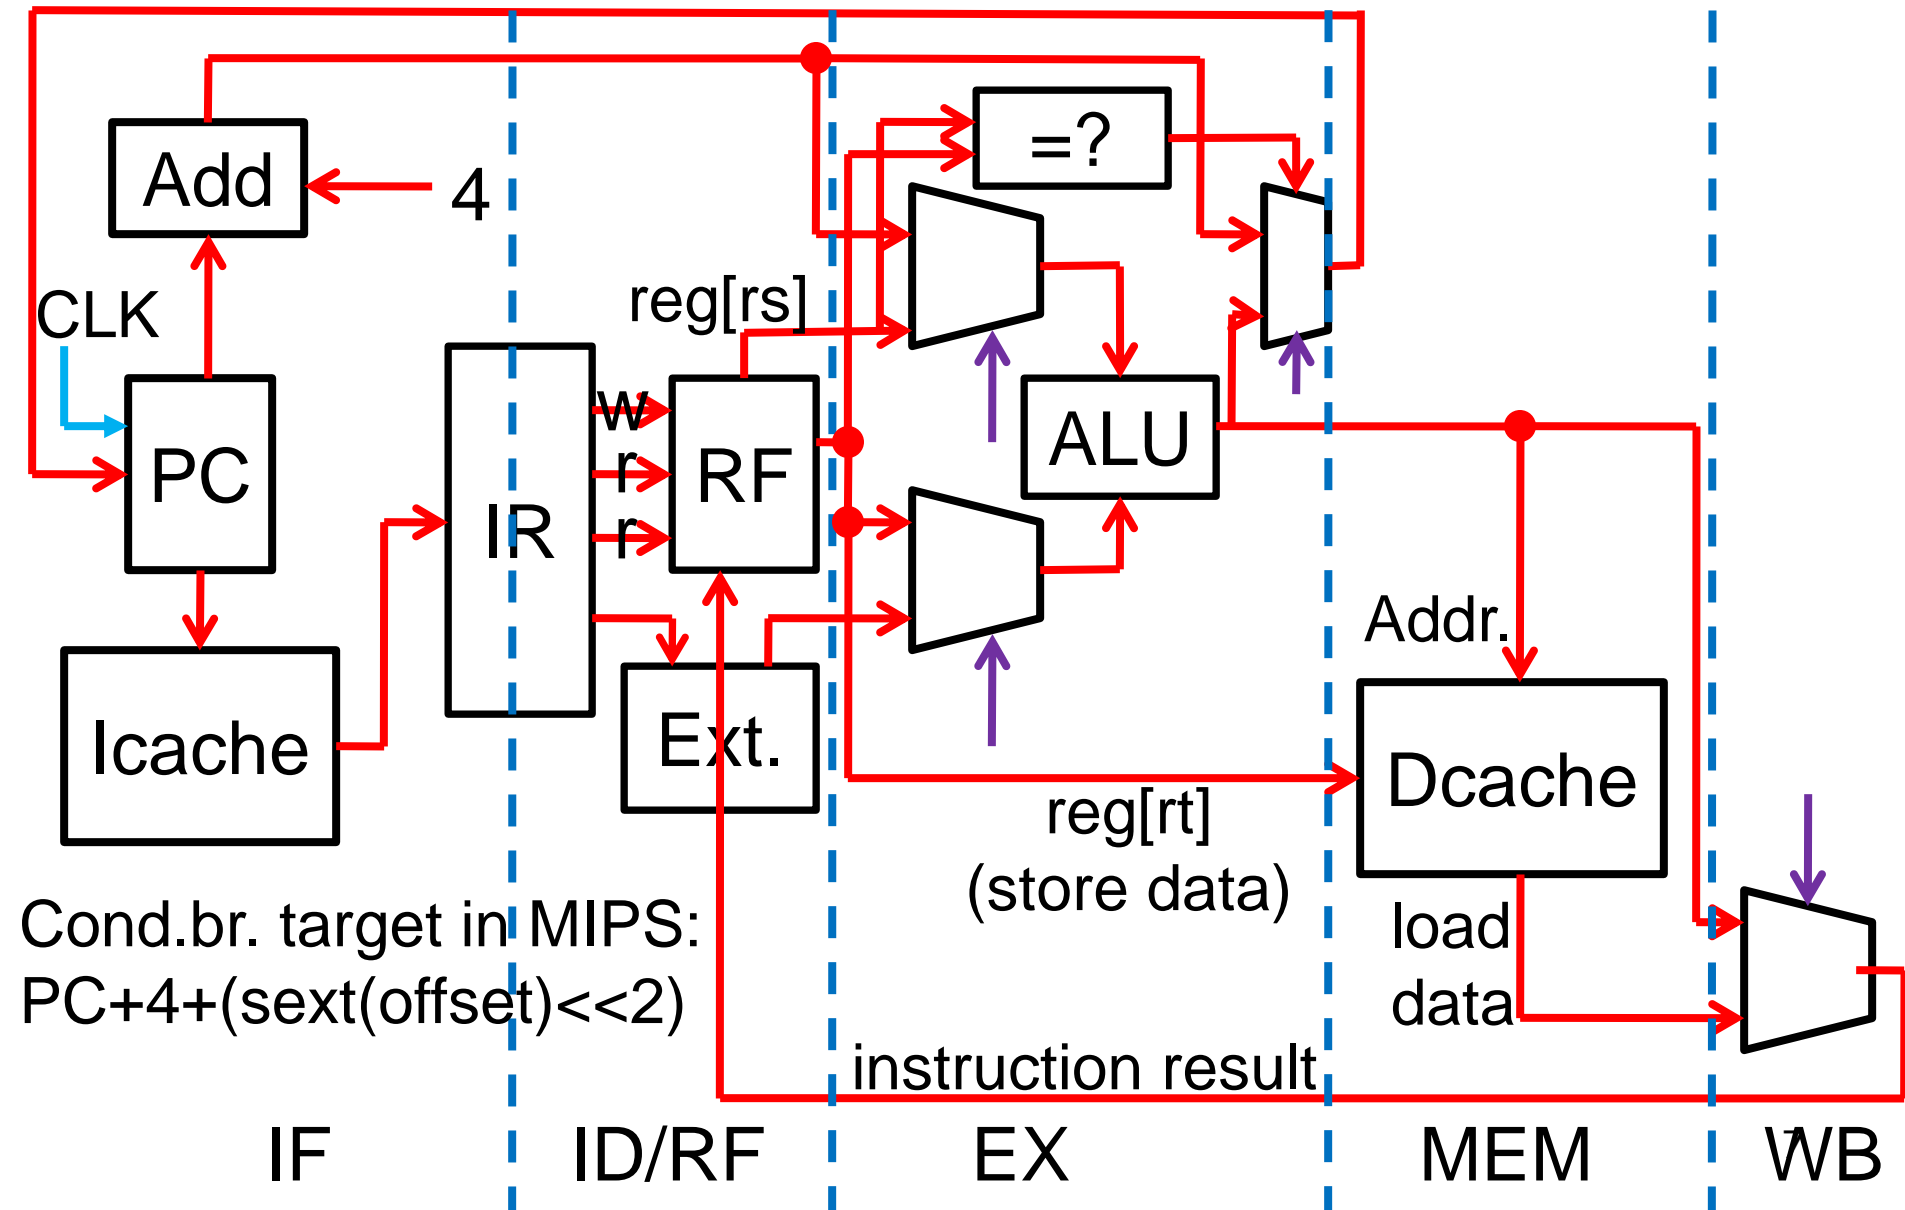 =?
Add
4
reg[rs]
CLK
w
ALU
PC
r
RF
IR
r
Addr.
Ext.
Icache
Dcache
reg[rt]
(store data)
Cond.br. target in MIPS:
PC+4+(sext(offset)<<2)
load
data
instruction result
IF
ID/RF
EX
MEM
WB